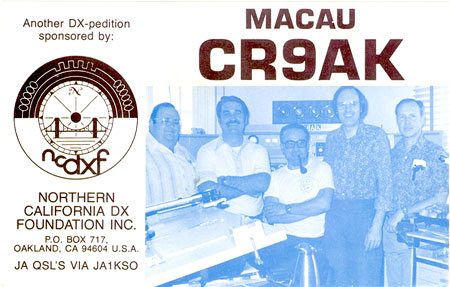 Another DX-pedition
sponsored by:
MACAU
CR9AK
ncdxf
NORTHERN
CALIFORNIA DX
FOUNDATION INC.
P.O. BOX 717,
OAKLAND, CA 94604 U.S.A.
JA QSL'S VIA JA1KSO